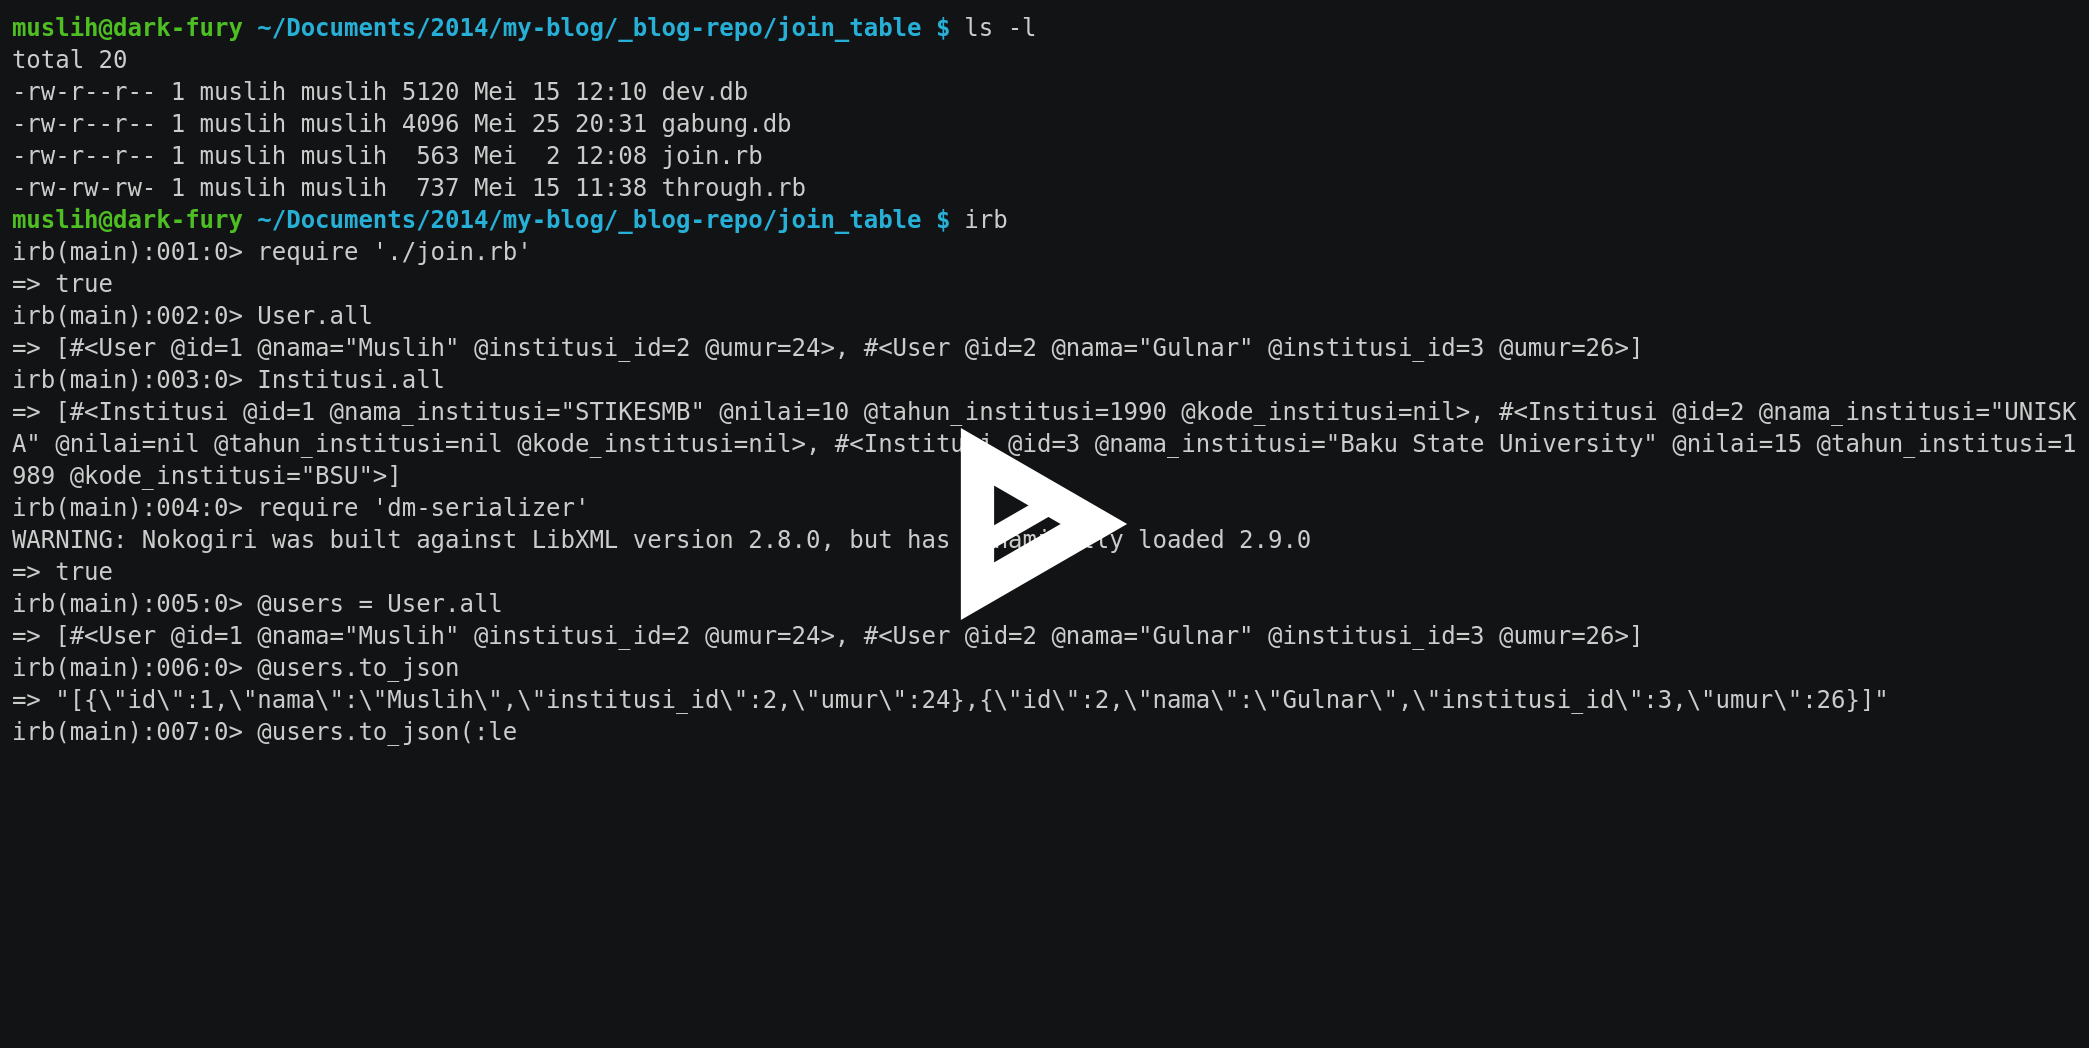 muslih@dark-fury ~/Documents/2014/my-blog/_blog-repo/join_table $ ls -l
total 20
-rw-r--r-- 1 muslih muslih 5120 Mei 15 12:10 dev.db
-rw-r--r-- 1 muslih muslih 4096 Mei 25 20:31 gabung.db
-rw-r--r-- 1 muslih muslih  563 Mei  2 12:08 join.rb
-rw-rw-rw- 1 muslih muslih  737 Mei 15 11:38 through.rb
muslih@dark-fury ~/Documents/2014/my-blog/_blog-repo/join_table $ irb
irb(main):001:0> require './join.rb'
=> true
irb(main):002:0> User.all
=> [#<User @id=1 @nama="Muslih" @institusi_id=2 @umur=24>, #<User @id=2 @nama="Gulnar" @institusi_id=3 @umur=26>]
irb(main):003:0> Institusi.all
=> [#<Institusi @id=1 @nama_institusi="STIKESMB" @nilai=10 @tahun_institusi=1990 @kode_institusi=nil>, #<Institusi @id=2 @nama_institusi="UNISK
A" @nilai=nil @tahun_institusi=nil @kode_institusi=nil>, #<Institusi @id=3 @nama_institusi="Baku State University" @nilai=15 @tahun_institusi=1
989 @kode_institusi="BSU">]
irb(main):004:0> require 'dm-serializer'
WARNING: Nokogiri was built against LibXML version 2.8.0, but has loaded 2.9.0
=> true
irb(main):005:0> @users = User.all
=> [#<User @id=1 @nama="Muslih" @institusi_id=2 @umur=24>, #<User @id=2 @nama="Gulnar" @institusi_id=3 @umur=26>]
irb(main):006:0> @users.to_json
=> "[{\"id\":1,\"nama\":\"Muslih\",\"institusi_id\":2,\"umur\":24},{\"id\":2,\"nama\":\"Gulnar\",\"institusi_id\":3,\"umur\":26}]"
irb(main):007:0> @users.to_json(:le